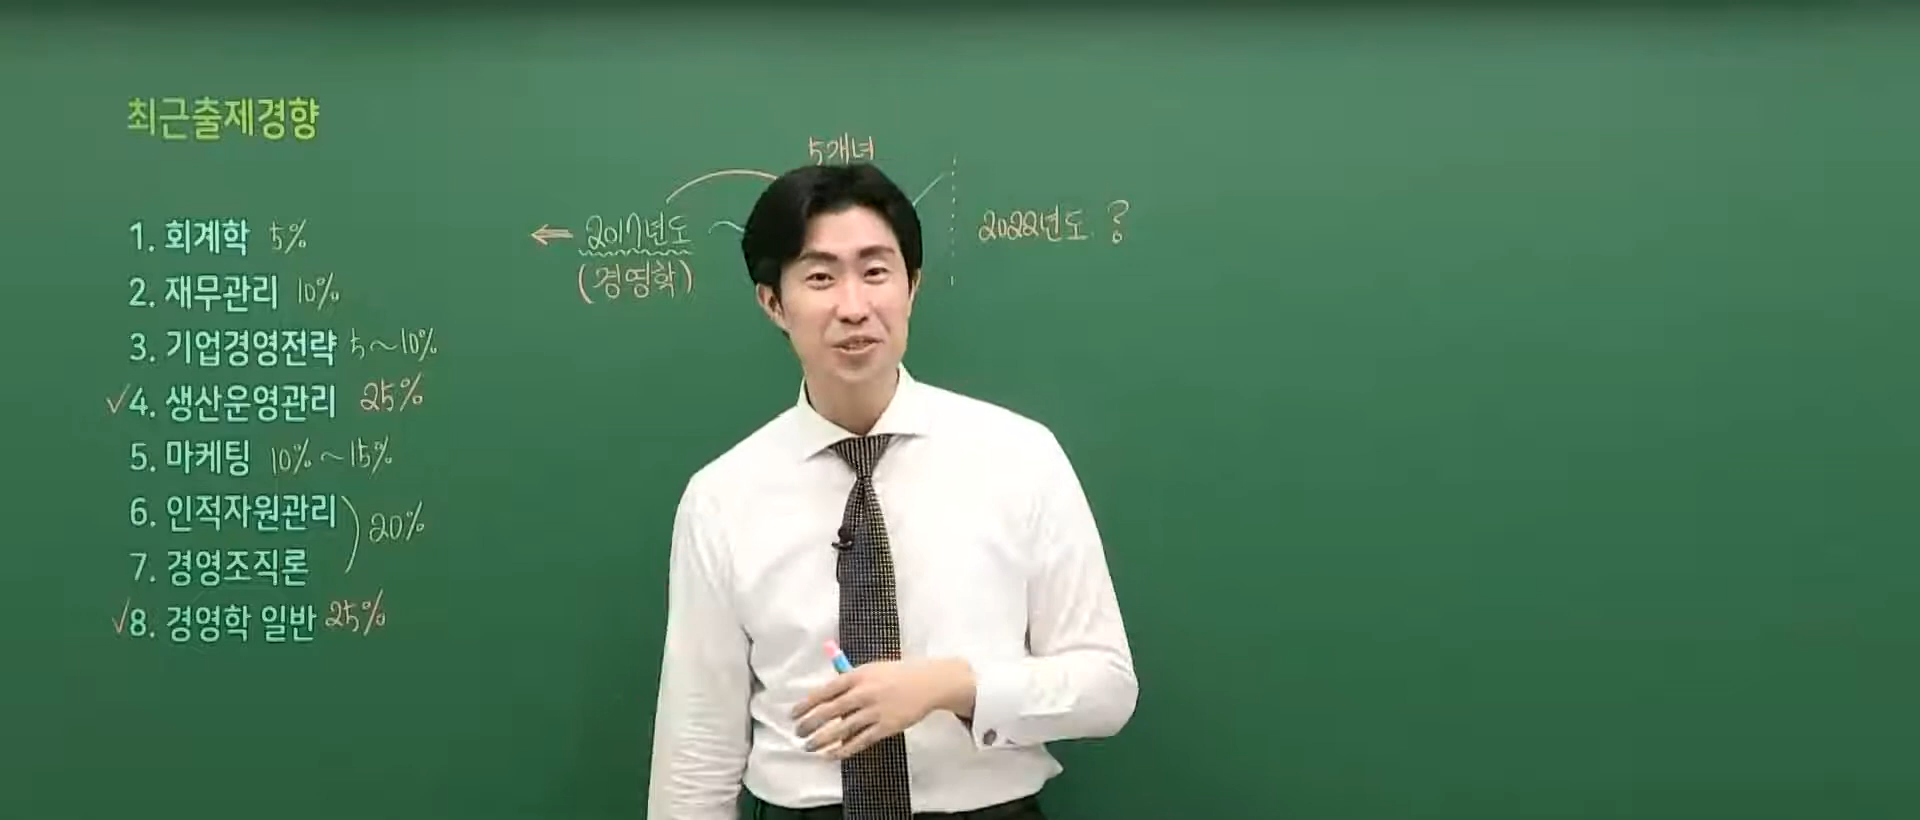 최근출제경향
1. 회계학 5%
2. 재무관리 10%
3. 기업경영전략 5~10%
✓4. 생산운영관리 25%
5. 마케팅 10%~15%
6. 인적자원관리
7. 경영조직론
20%
✓8. 경영학 일반 25%
5개년
⇐ 2017년도 ~
(경영학)
2022년도 ?